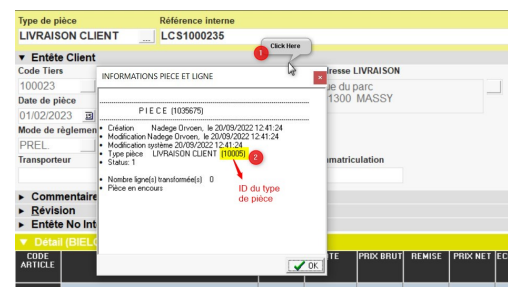 Type de pièce Référence interne
LIVRAISON CLIENT ... LCS1000235
1 Click Here
▼ Entête Client
Code Tiers INFORMATIONS PIECE ET LIGNE × resse LIVRAISON
100023 ue du parc
Date de pièce 1300 MASSY
01/02/2023
PIECE (1035675)
• Création Nadege Orvoen, le 20/09/2022 12:41:24
Mode de règlemen • Modification Nadege Orvoen, le 20/09/2022 12:41:24
• Modification système 20/09/2022 12:41:24
PREL. • Type pièce LIVRAISON CLIENT (10005) 2
• Status: 1
Transporteur matriculation
• Nombre ligne(s) transformée(s) 0
• Pièce en cours
ID du type
de pièce
► Commentaire
► Révision
► Entête No Int
▼ Détail (BIEL
OK
CODE
ARTICLE TE PRIX BRUT REMISE PRIX NET